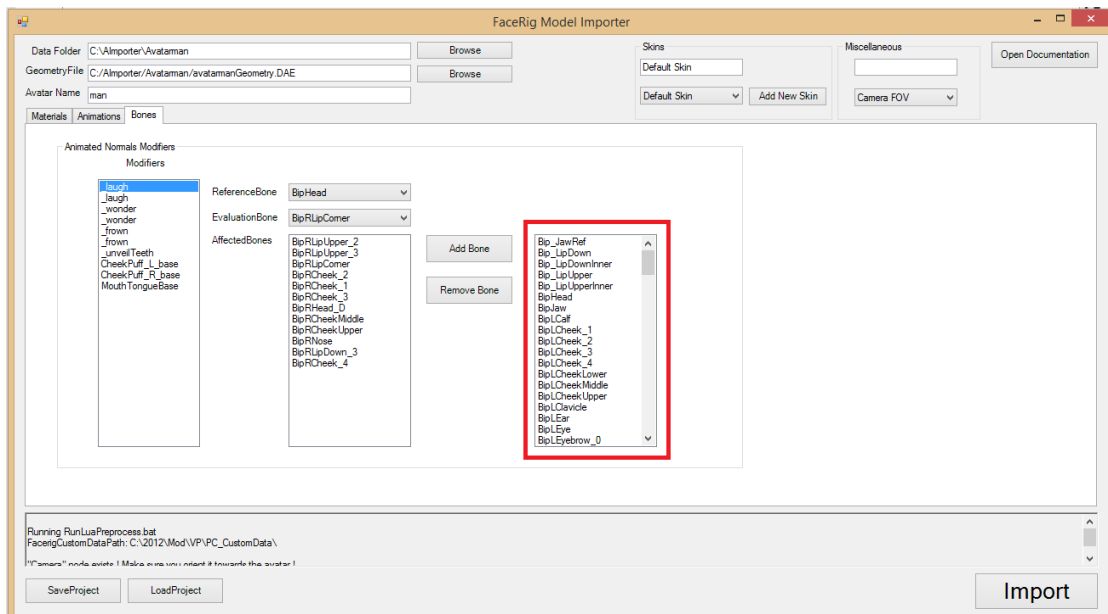 FaceRig Model Importer
Data Folder C:\AImporter\Avatarman Browse
GeometryFile C:/AImporter/Avatarman/avatarmanGeometry.DAE Browse
Avatar Name man
Skins
Default Skin
Default Skin Add New Skin
Miscellaneous
Camera FOV
Open Documentation
Materials Animations Bones
Animated Normals Modifiers
Modifiers
_laugh
_laugh
_wonder
_wonder
_frown
_frown
_unveilTeeth
CheekPuff_L_base
CheekPuff_R_base
MouthTongueBase
ReferenceBone BipHead
EvaluationBone BipRLipCorner
AffectedBones
BipRLipUpper_2
BipRLipUpper_3
BipRLipCorner
BipRCheek_2
BipRCheek_1
BipRCheek_3
BipRHead_D
BipRCheekMiddle
BipRCheekUpper
BipRNose
BipRLipDown_3
BipRCheek_4
Add Bone
Remove Bone
Bip_JawRef
Bip_LipDown
Bip_LipDownInner
Bip_LipUpper
Bip_LipUpperInner
BipHead
BipJaw
BipLCalf
BipLCheek_1
BipLCheek_2
BipLCheek_3
BipLCheek_4
BipLCheekLower
BipLCheekMiddle
BipLCheekUpper
BipLClavicle
BipLEar
BipLEye
BipLEyebrow_0
Running RunLuaPreprocess.bat
FacerigCustomDataPath: C:\2012\Mod\VP\PC_CustomData\
"Camera" node exists ! Make sure you orient it towards the avatar !
SaveProject LoadProject Import